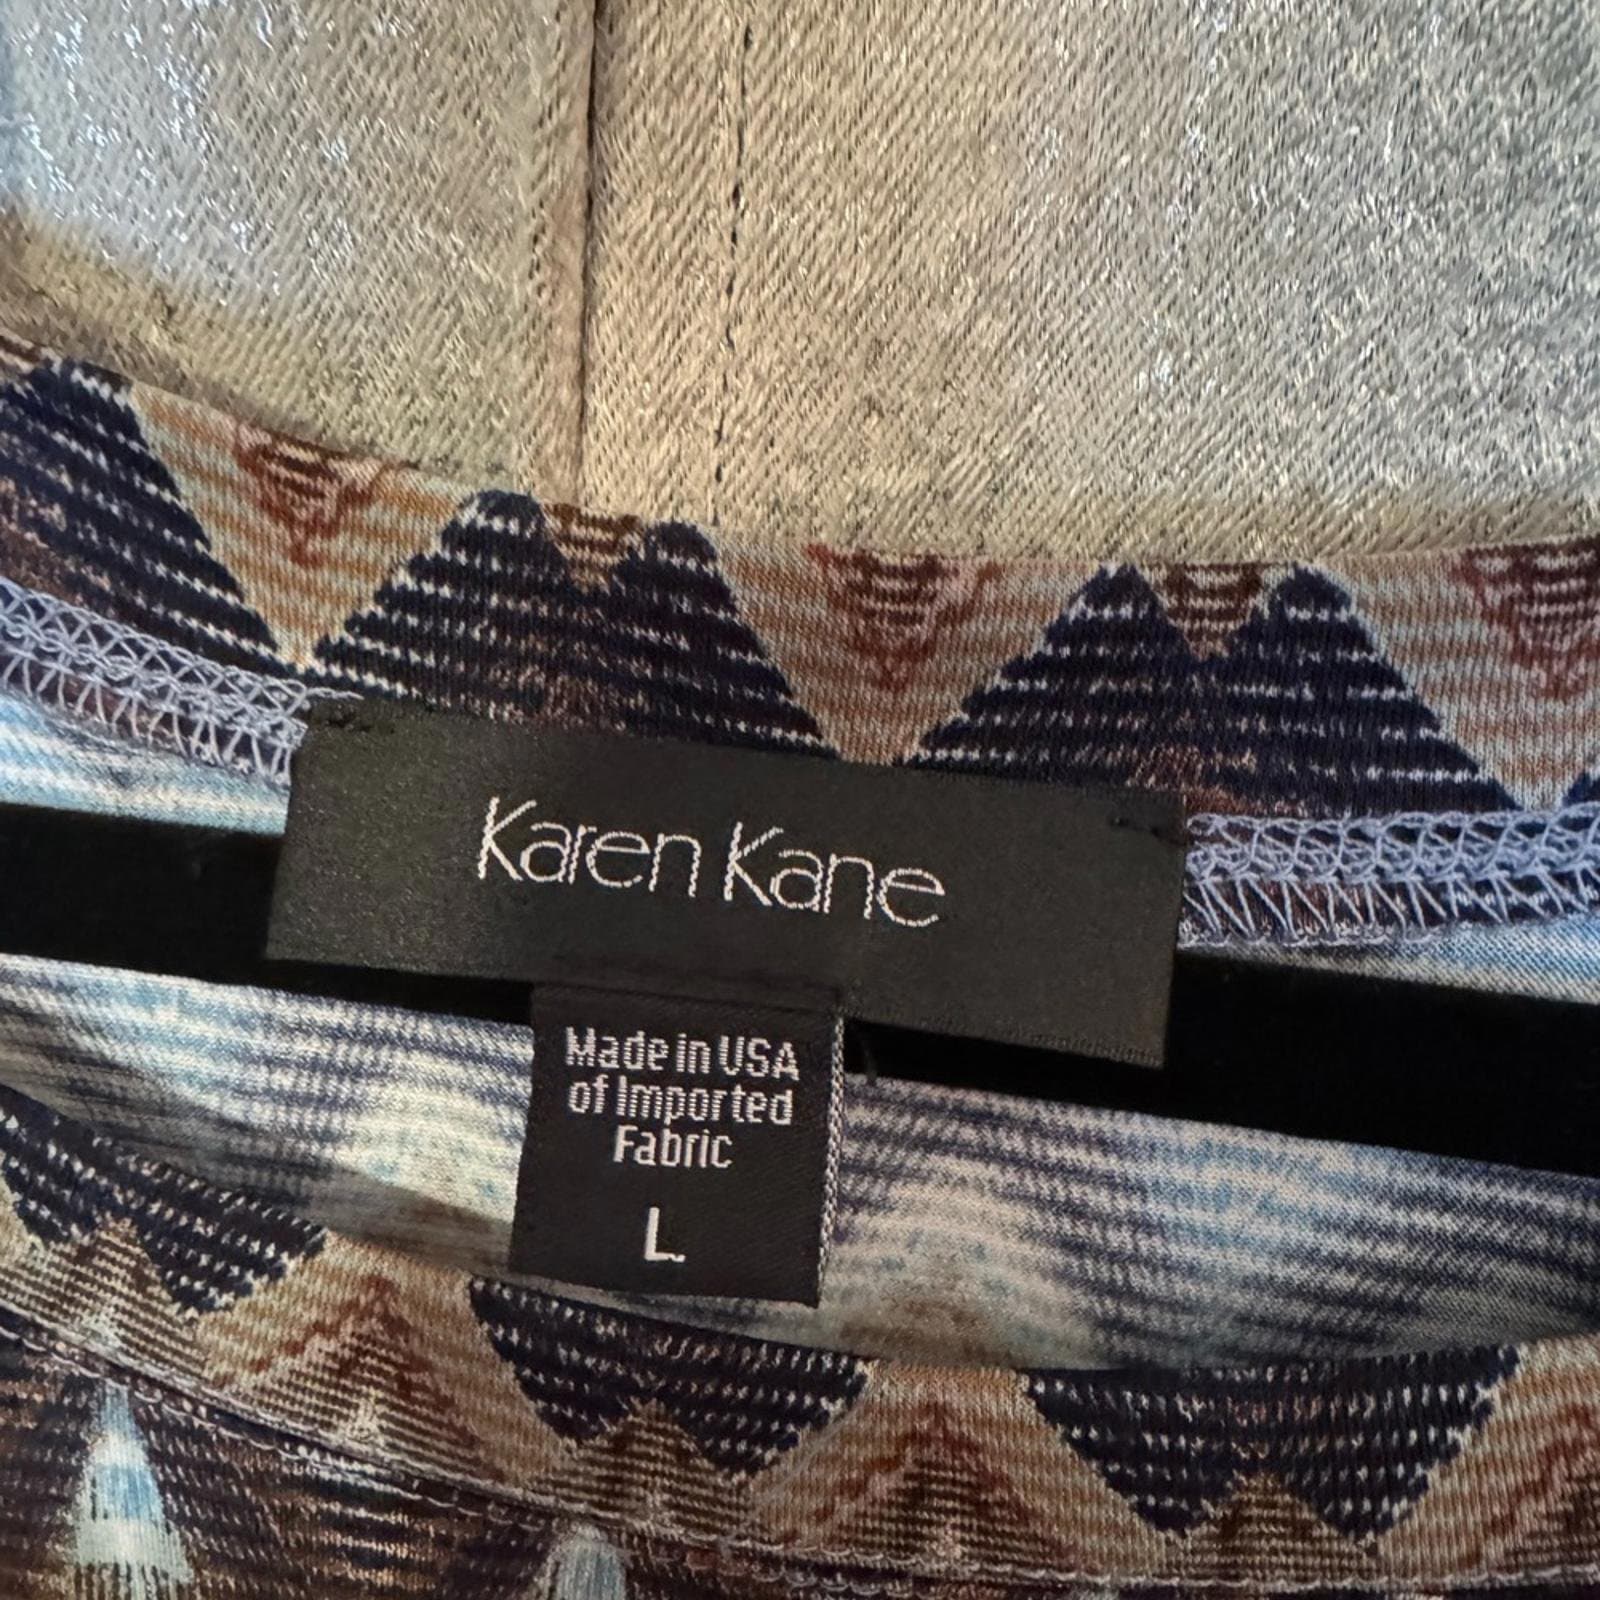 Karen Kane
Made in USA
of Imported
Fabric
L